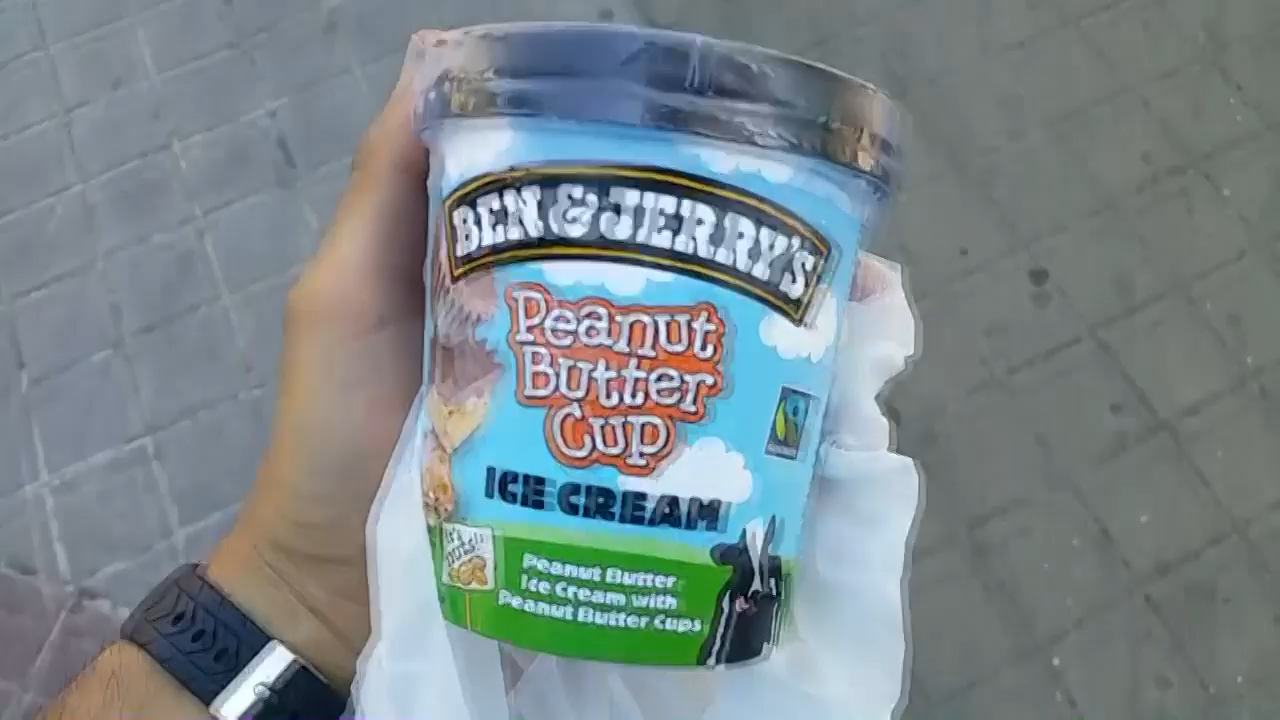 BEN & JERRY'S
Peanut
Butter
Cup
ICE CREAM
IT'S
NUTS!
Peanut Butter
Ice Cream with
Peanut Butter Cups